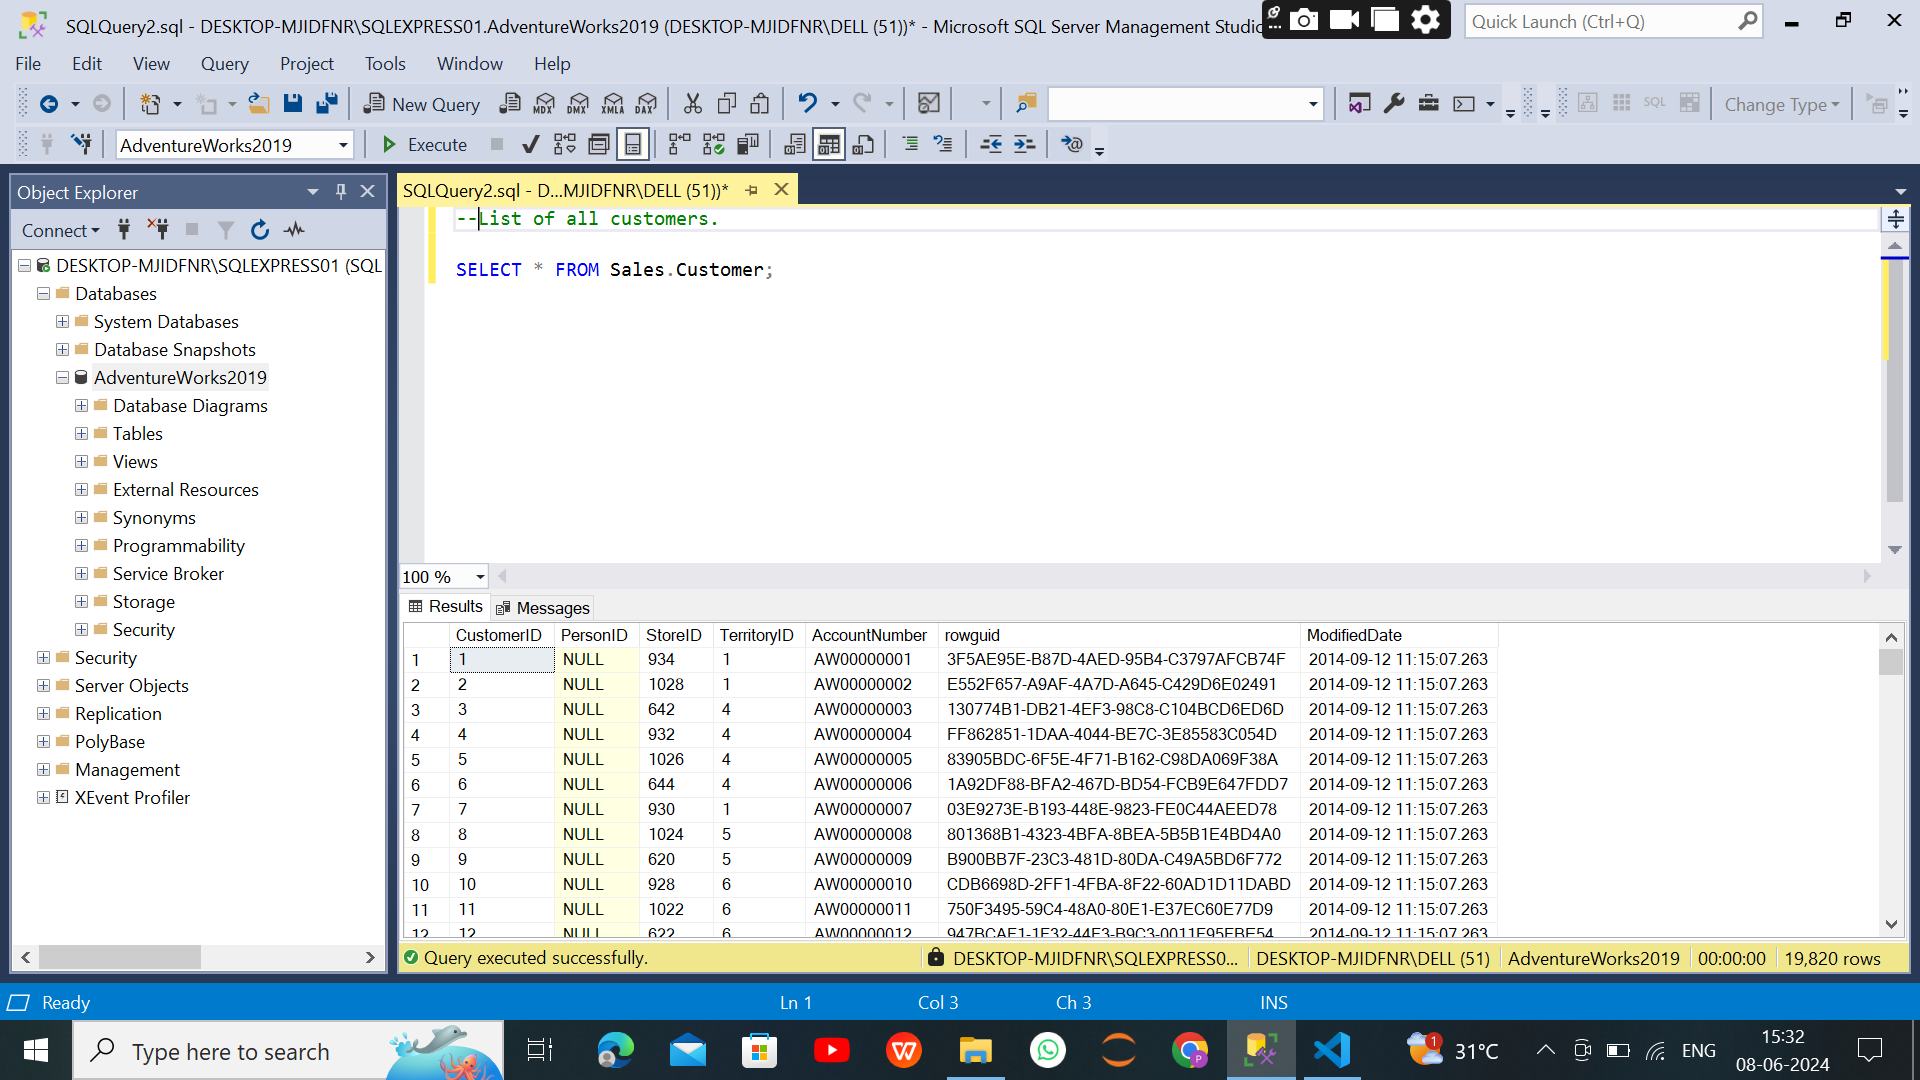 SQLQuery2.sql - DESKTOP-MJIDFNR\SQLEXPRESS01.AdventureWorks2019 (DESKTOP-MJIDFNR\DELL (51))* - Microsoft SQL Server Management Studio
Quick Launch (Ctrl+Q)
File Edit View Query Project Tools Window Help
New Query MDX DMX XMLA DAX SQL Change Type
AdventureWorks2019 Execute
Object Explorer
Connect
DESKTOP-MJIDFNR\SQLEXPRESS01 (SQL
Databases
System Databases
Database Snapshots
AdventureWorks2019
Database Diagrams
Tables
Views
External Resources
Synonyms
Programmability
Service Broker
Storage
Security
Security
Server Objects
Replication
PolyBase
Management
XEvent Profiler
SQLQuery2.sql - D...MJIDFNR\DELL (51))*
--List of all customers.
SELECT * FROM Sales.Customer;
100 %
Results Messages
CustomerID PersonID StoreID TerritoryID AccountNumber rowguid ModifiedDate
1 1 NULL 934 1 AW00000001 3F5AE95E-B87D-4AED-95B4-C3797AFCB74F 2014-09-12 11:15:07.263
2 2 NULL 1028 1 AW00000002 E552F657-A9AF-4A7D-A645-C429D6E02491 2014-09-12 11:15:07.263
3 3 NULL 642 4 AW00000003 130774B1-DB21-4EF3-98C8-C104BCD6ED6D 2014-09-12 11:15:07.263
4 4 NULL 932 4 AW00000004 FF862851-1DAA-4044-BE7C-3E85583C054D 2014-09-12 11:15:07.263
5 5 NULL 1026 4 AW00000005 83905BDC-6F5E-4F71-B162-C98DA069F38A 2014-09-12 11:15:07.263
6 6 NULL 644 4 AW00000006 1A92DF88-BFA2-467D-BD54-FCB9E647FDD7 2014-09-12 11:15:07.263
7 7 NULL 930 1 AW00000007 03E9273E-B193-448E-9823-FE0C44AEED78 2014-09-12 11:15:07.263
8 8 NULL 1024 5 AW00000008 801368B1-4323-4BFA-8BEA-5B5B1E4BD4A0 2014-09-12 11:15:07.263
9 9 NULL 620 5 AW00000009 B900BB7F-23C3-481D-80DA-C49A5BD6F772 2014-09-12 11:15:07.263
10 10 NULL 928 6 AW00000010 CDB6698D-2FF1-4FBA-8F22-60AD1D11DABD 2014-09-12 11:15:07.263
11 11 NULL 1022 6 AW00000011 750F3495-59C4-48A0-80E1-E37EC60E77D9 2014-09-12 11:15:07.263
12 12 NULL 622 6 AW00000012 947BCAF1-1F32-44F3-B9C3-0011F95FBE54 2014-09-12 11:15:07.263
Query executed successfully. DESKTOP-MJIDFNR\SQLEXPRESS0... DESKTOP-MJIDFNR\DELL (51) AdventureWorks2019 00:00:00 19,820 rows
Ready Ln 1 Col 3 Ch 3 INS
Type here to search
1 31°C ENG 15:32
08-06-2024